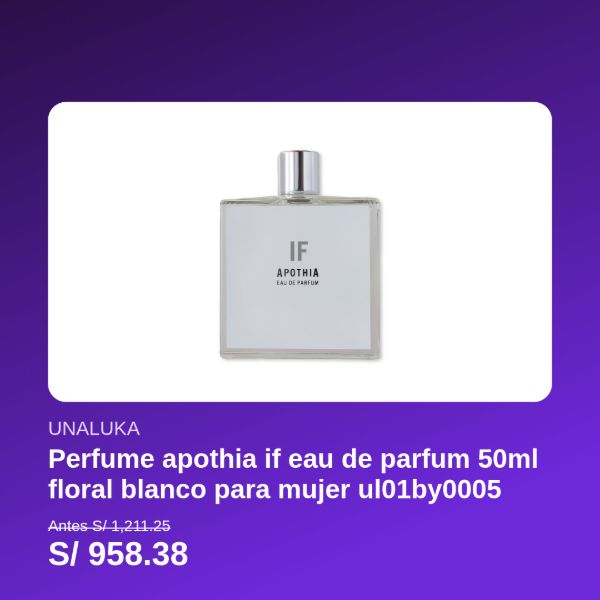 IF
APOTHIA
EAU DE PARFUM
UNALUKA
Perfume apothia if eau de parfum 50ml
floral blanco para mujer ul01by0005
Antes S/ 1,211.25
S/ 958.38